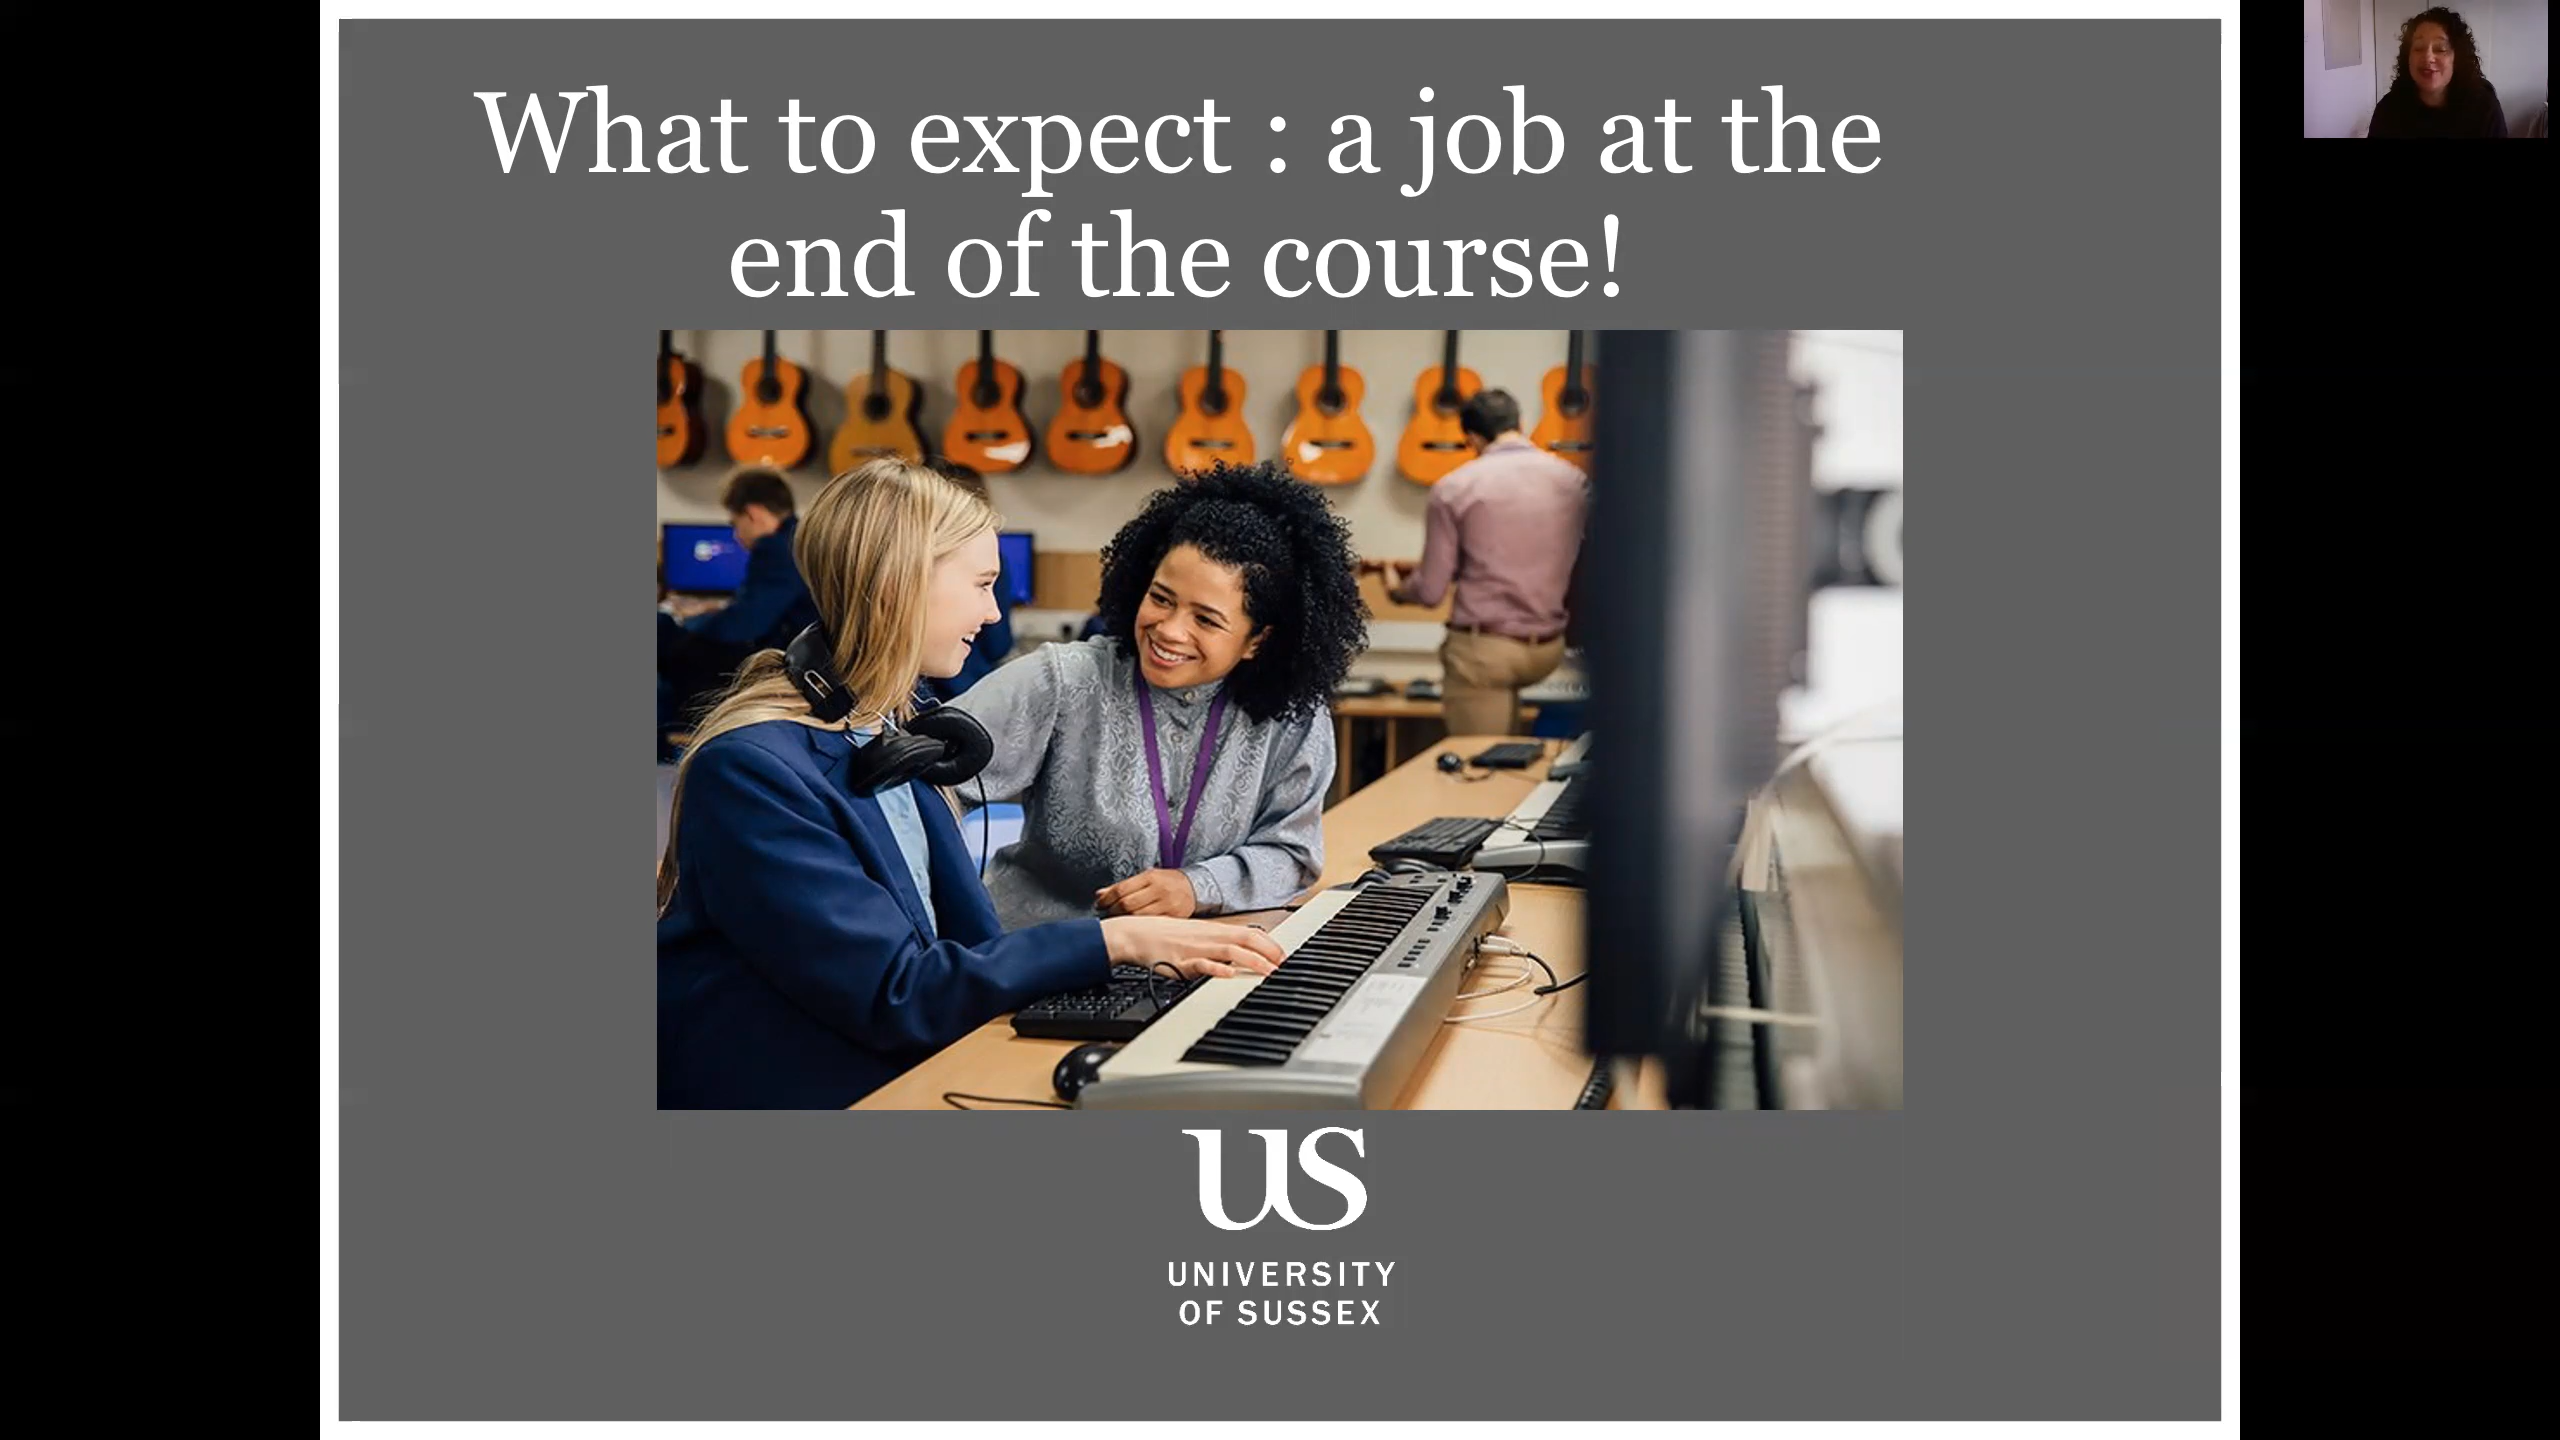 What to expect : a job at the
end of the course!
us
UNIVERSITY
OF SUSSEX